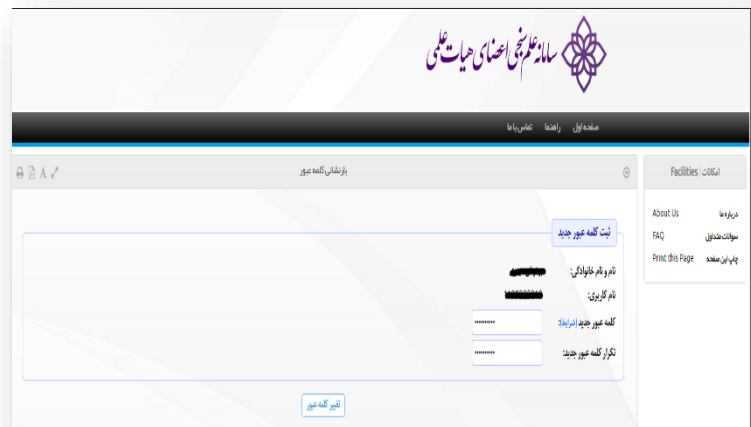 سامانه علم سنجی اعضای هیات علمی
صفحه اول راهنما تماس با ما
امکانات / Facilities
درباره ما About Us
سوالات متداول FAQ
چاپ این صفحه Print this Page
بازنشانی کلمه عبور
ثبت کلمه عبور جدید
نام و نام خانوادگی:
نام کاربری:
کلمه عبور جدید (شرایط):
تکرار کلمه عبور جدید:
تغییر کلمه عبور